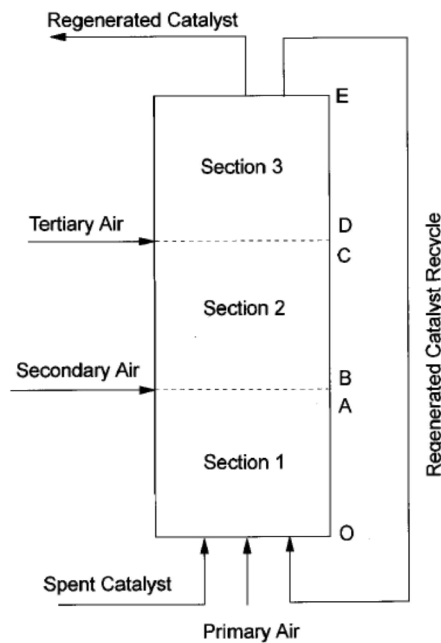 Regenerated Catalyst
E
Section 3
D
Tertiary Air
C
Section 2
Regenerated Catalyst Recycle
B
Secondary Air
A
Section 1
O
Spent Catalyst
Primary Air